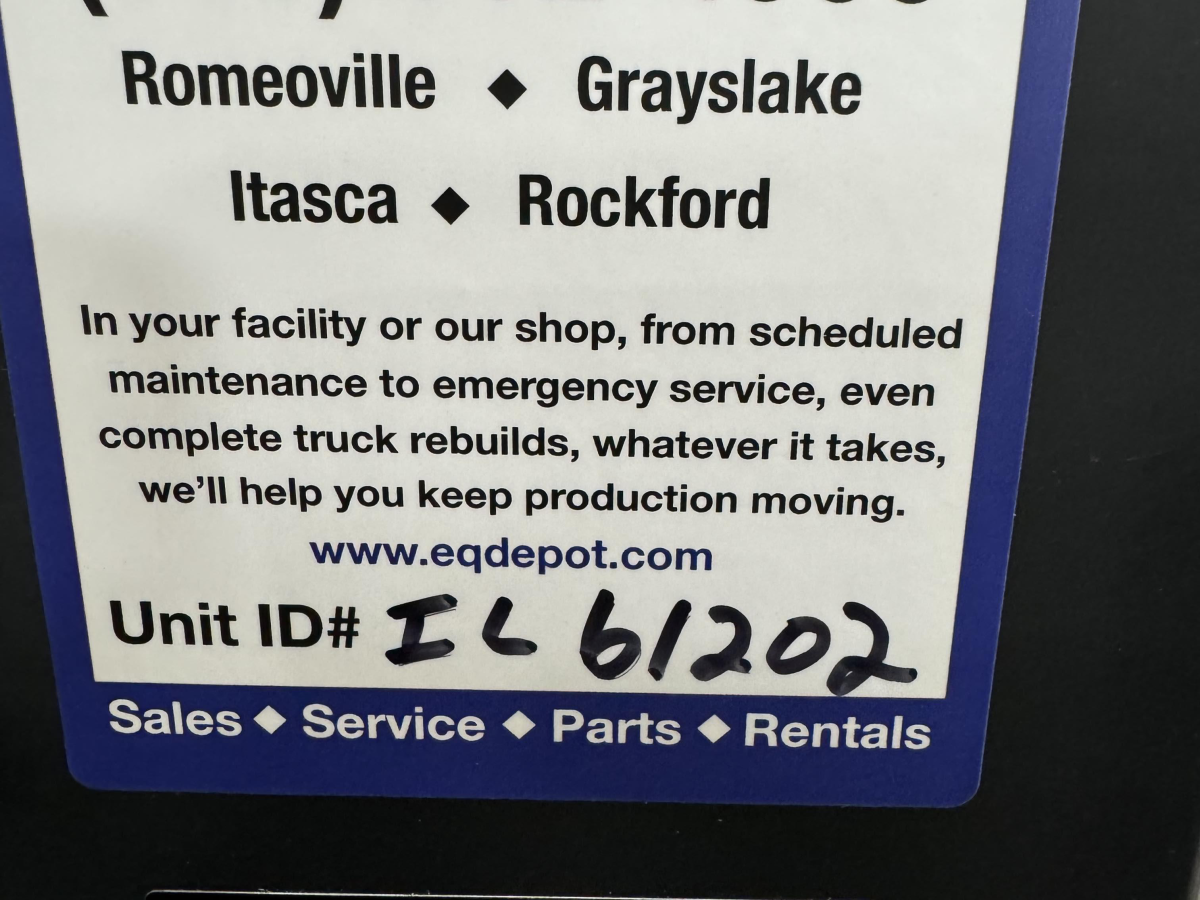 Romeoville ◆ Grayslake
Itasca ◆ Rockford
In your facility or our shop, from scheduled
maintenance to emergency service, even
complete truck rebuilds, whatever it takes,
we'll help you keep production moving.
www.eqdepot.com
Unit ID# IL 61202
Sales ◆ Service ◆ Parts ◆ Rentals